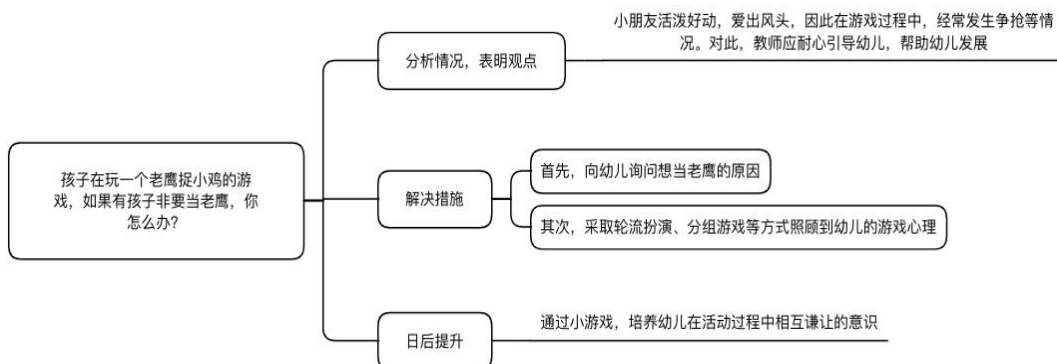 孩子在玩一个老鹰捉小鸡的游
戏，如果有孩子非要当老鹰，你
怎么办?
分析情况，表明观点
小朋友活泼好动，爱出风头，因此在游戏过程中，经常发生争抢等情
况。对此，教师应耐心引导幼儿，帮助幼儿发展
解决措施
首先，向幼儿询问想当老鹰的原因
其次，采取轮流扮演、分组游戏等方式照顾到幼儿的游戏心理
日后提升
通过小游戏，培养幼儿在活动过程中相互谦让的意识